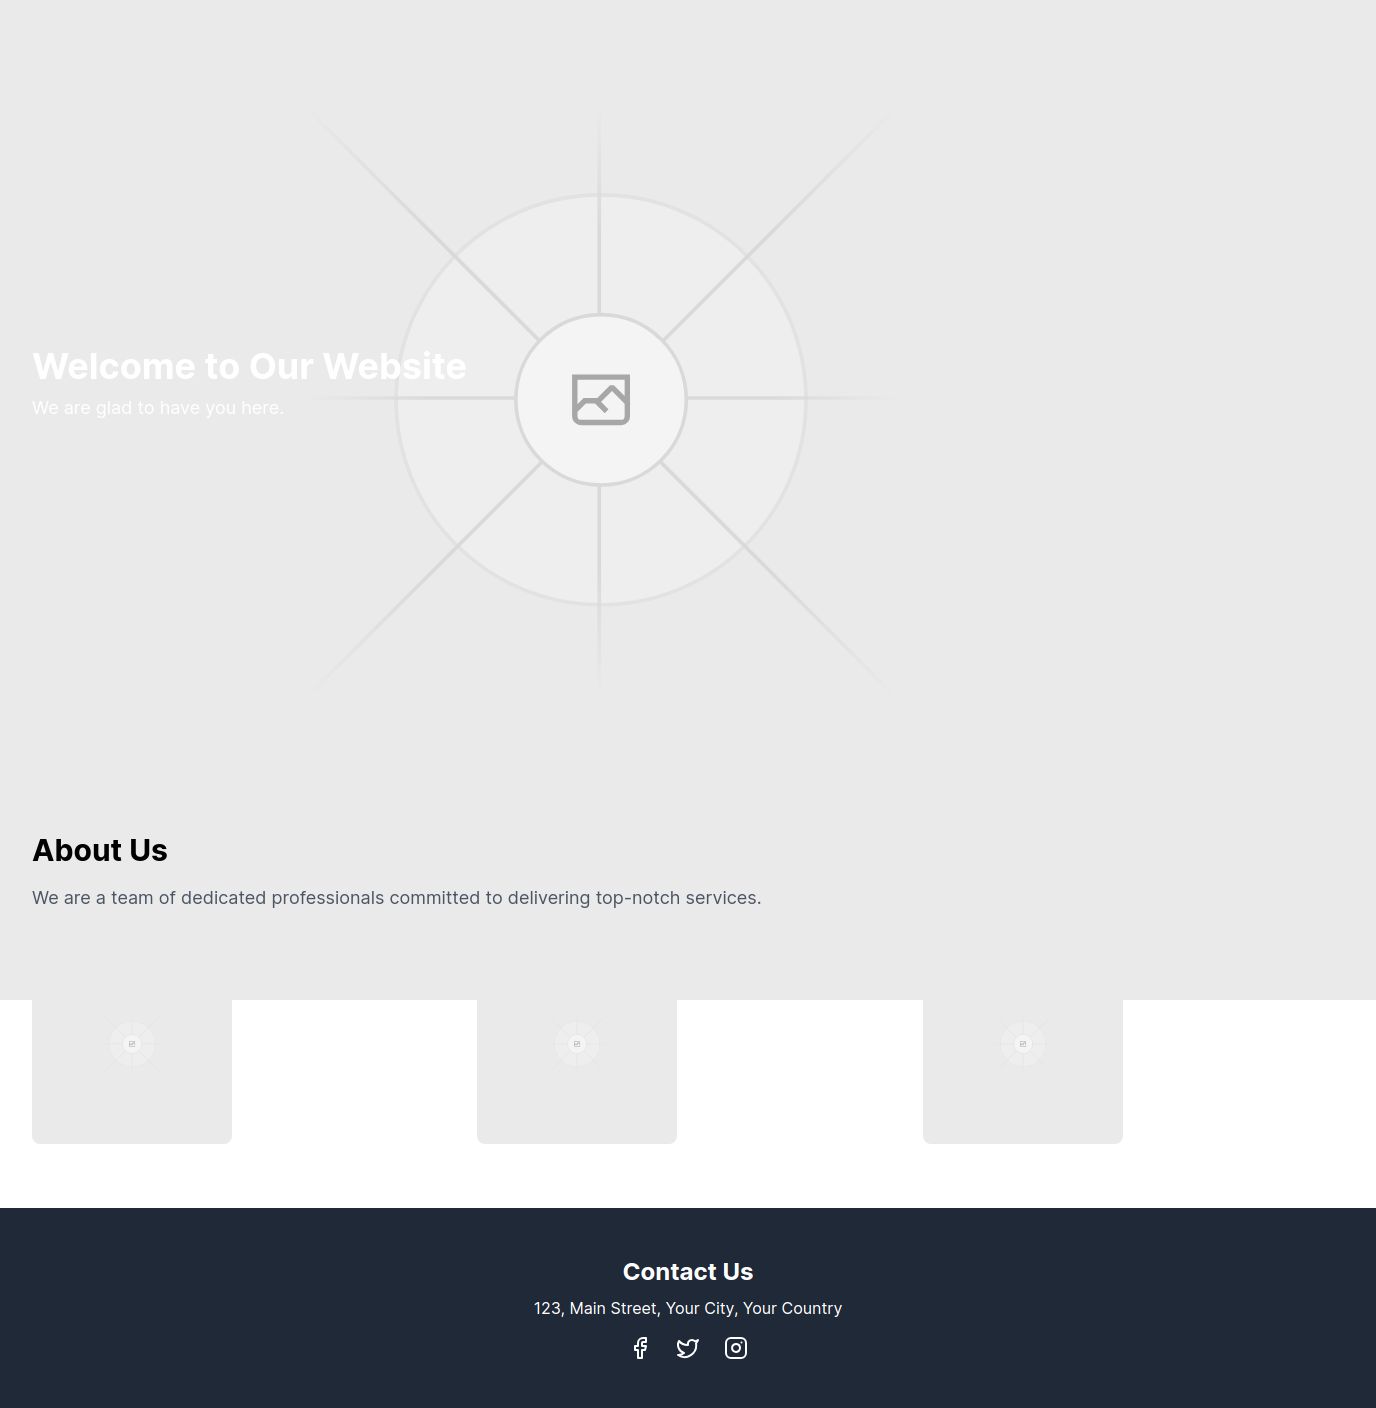 Welcome to Our Website
We are glad to have you here.
About Us
We are a team of dedicated professionals committed to delivering top-notch services.
Contact Us
123, Main Street, Your City, Your Country